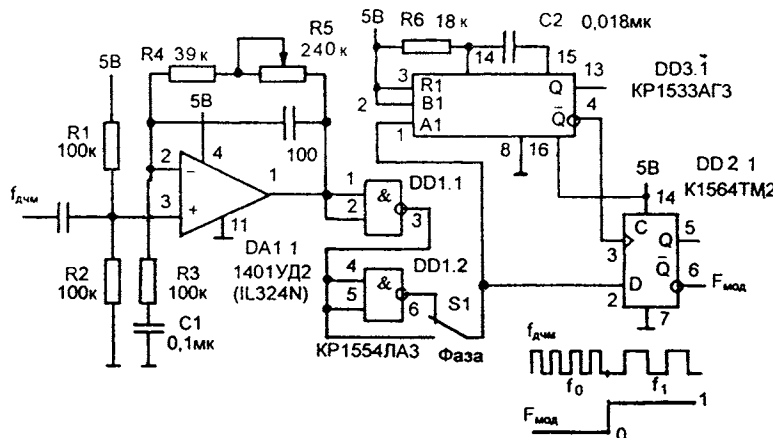 R4
39 к
R5
240 к
5В
R1
100к
5В
100
2
−
3
+
4
1
11
f дчм
R2
100к
R3
100к
C1
0,1мк
DA1 1
1401УД2
(IL324N)
1
2
&
3
DD1.1
4
5
&
6
DD1.2
S1
КР1554ЛА3
Фаза
5В
R6
18 к
C2
0,018мк
14
15
3
2
1
R1
B1
A1
Q
Q
13
4
8
16
DD3.1
КР1533АГ3
DD 2 1
К1564ТМ2
5В
14
C
3
D
2
Q
5
Q
6
7
Fмод
fдчм
f0
f1
Fмод
0
1